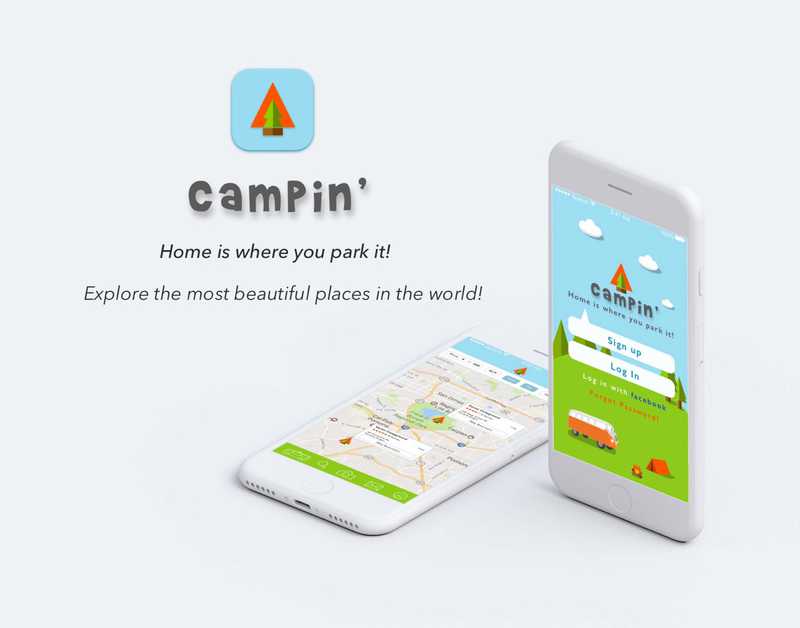 Campin'
Home is where you park it!
Explore the most beautiful places in the world!
Campin'
Home is where you park it!
Sign up
Log In
Log in with facebook
Forgot Password!